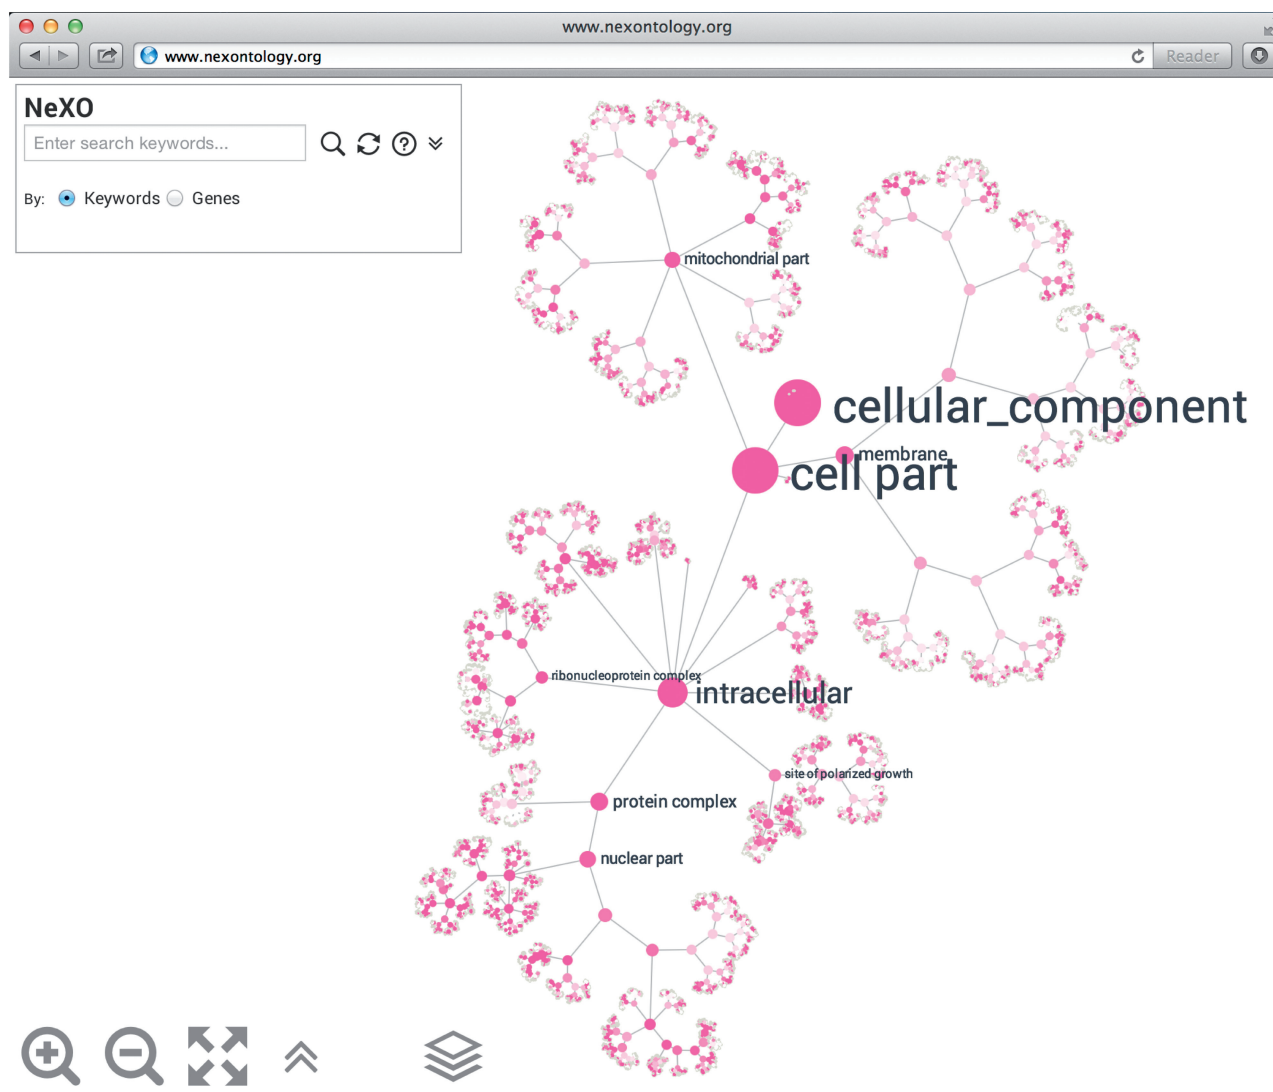 www.nexontology.org
www.nexontology.org
Reader
NeXO
Enter search keywords...
By: Keywords Genes
mitochondrial part
cellular_component
membrane
cell part
ribonucleoprotein complex
intracellular
site of polarized growth
protein complex
nuclear part